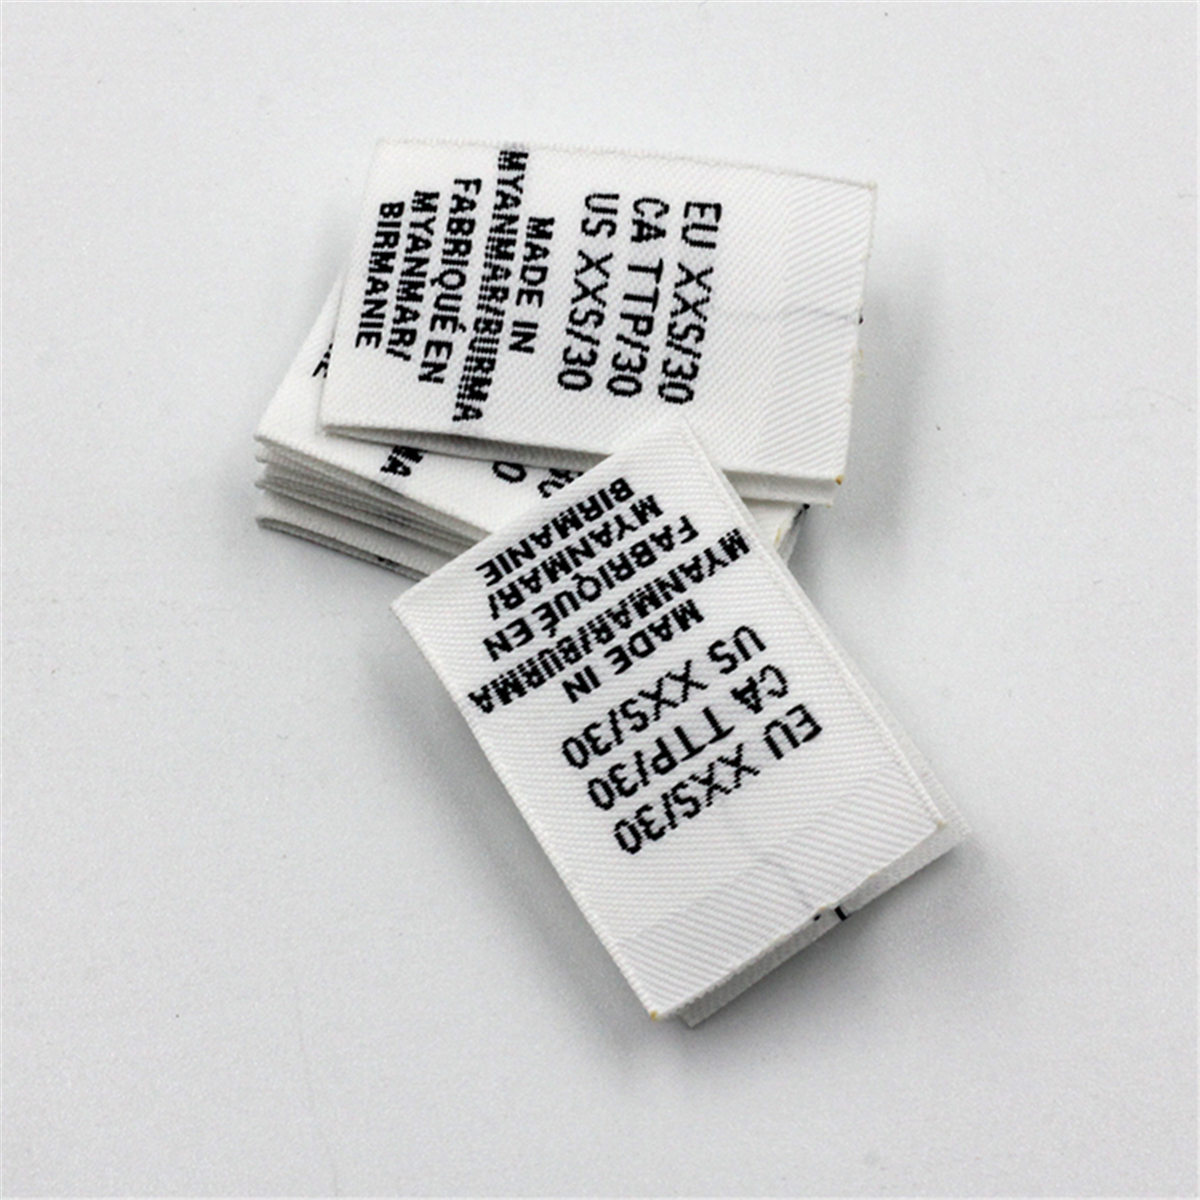 EU XXS/30
CA TTP/30
US XXS/30
MADE IN
MYANMAR/BURMA
FABRIQUÉ EN
MYANMAR/
BIRMANIE
EU XXS/30
CA TTP/30
US XXS/30
MADE IN
MYANMAR/BURMA
FABRIQUÉ EN
MYANMAR/
BIRMANIE